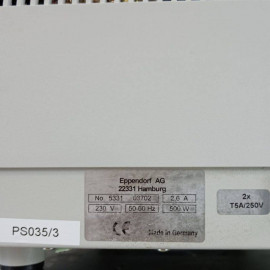 Eppendorf AG
22331 Hamburg
No. 5331 03702 2.6 A
230 V 50-60 Hz 500 W
Made in Germany
CE
2x
T5A/250V
PS035/3